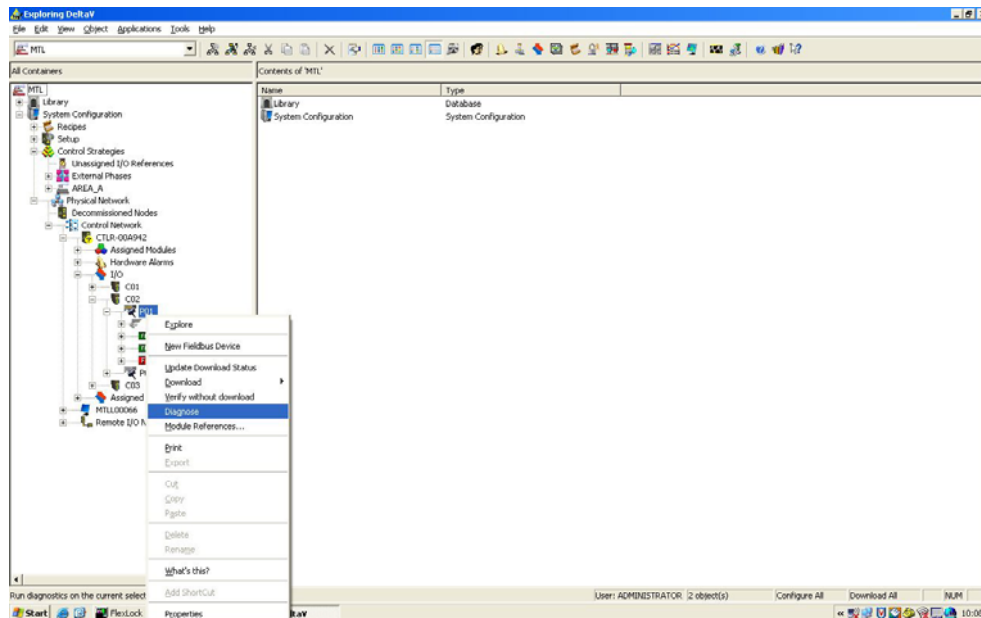 Exploring DeltaV
File Edit View Object Applications Tools Help
MTL
All Containers
Contents of 'MTL'
MTL
Library
System Configuration
Recipes
Setup
Control Strategies
Unassigned I/O References
External Phases
AREA_A
Physical Network
Decommissioned Nodes
Control Network
CTLR-00A942
Assigned Modules
Hardware Alarms
I/O
C01
C02
P01
C03
Assigned
MTLL00066
Remote I/O N
Name Type
Library Database
System Configuration System Configuration
Explore
New Fieldbus Device
Update Download Status
Download
Verify without download
Diagnose
Module References...
Print
Export
Cut
Copy
Paste
Delete
Rename
What's this?
Add ShortCut
Properties
Run diagnostics on the current select
User: ADMINISTRATOR 2 object(s) Configure All Download All NUM
Start FlexLock ltaV 10:08